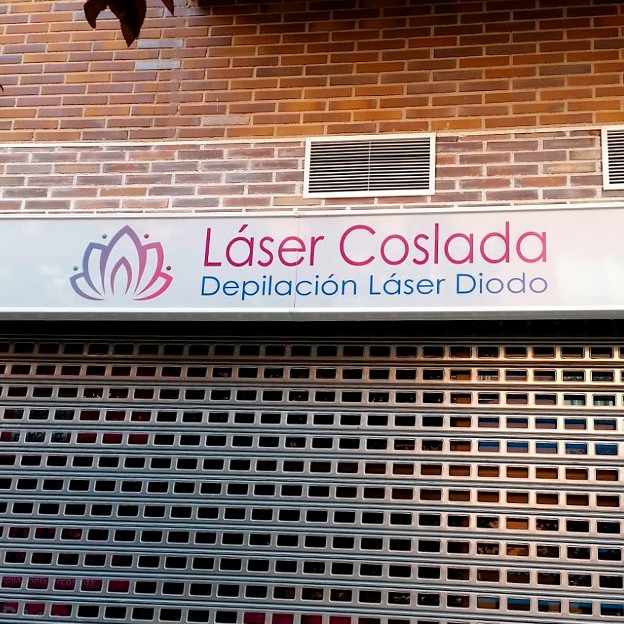 Láser Coslada
Depilación Láser Diodo